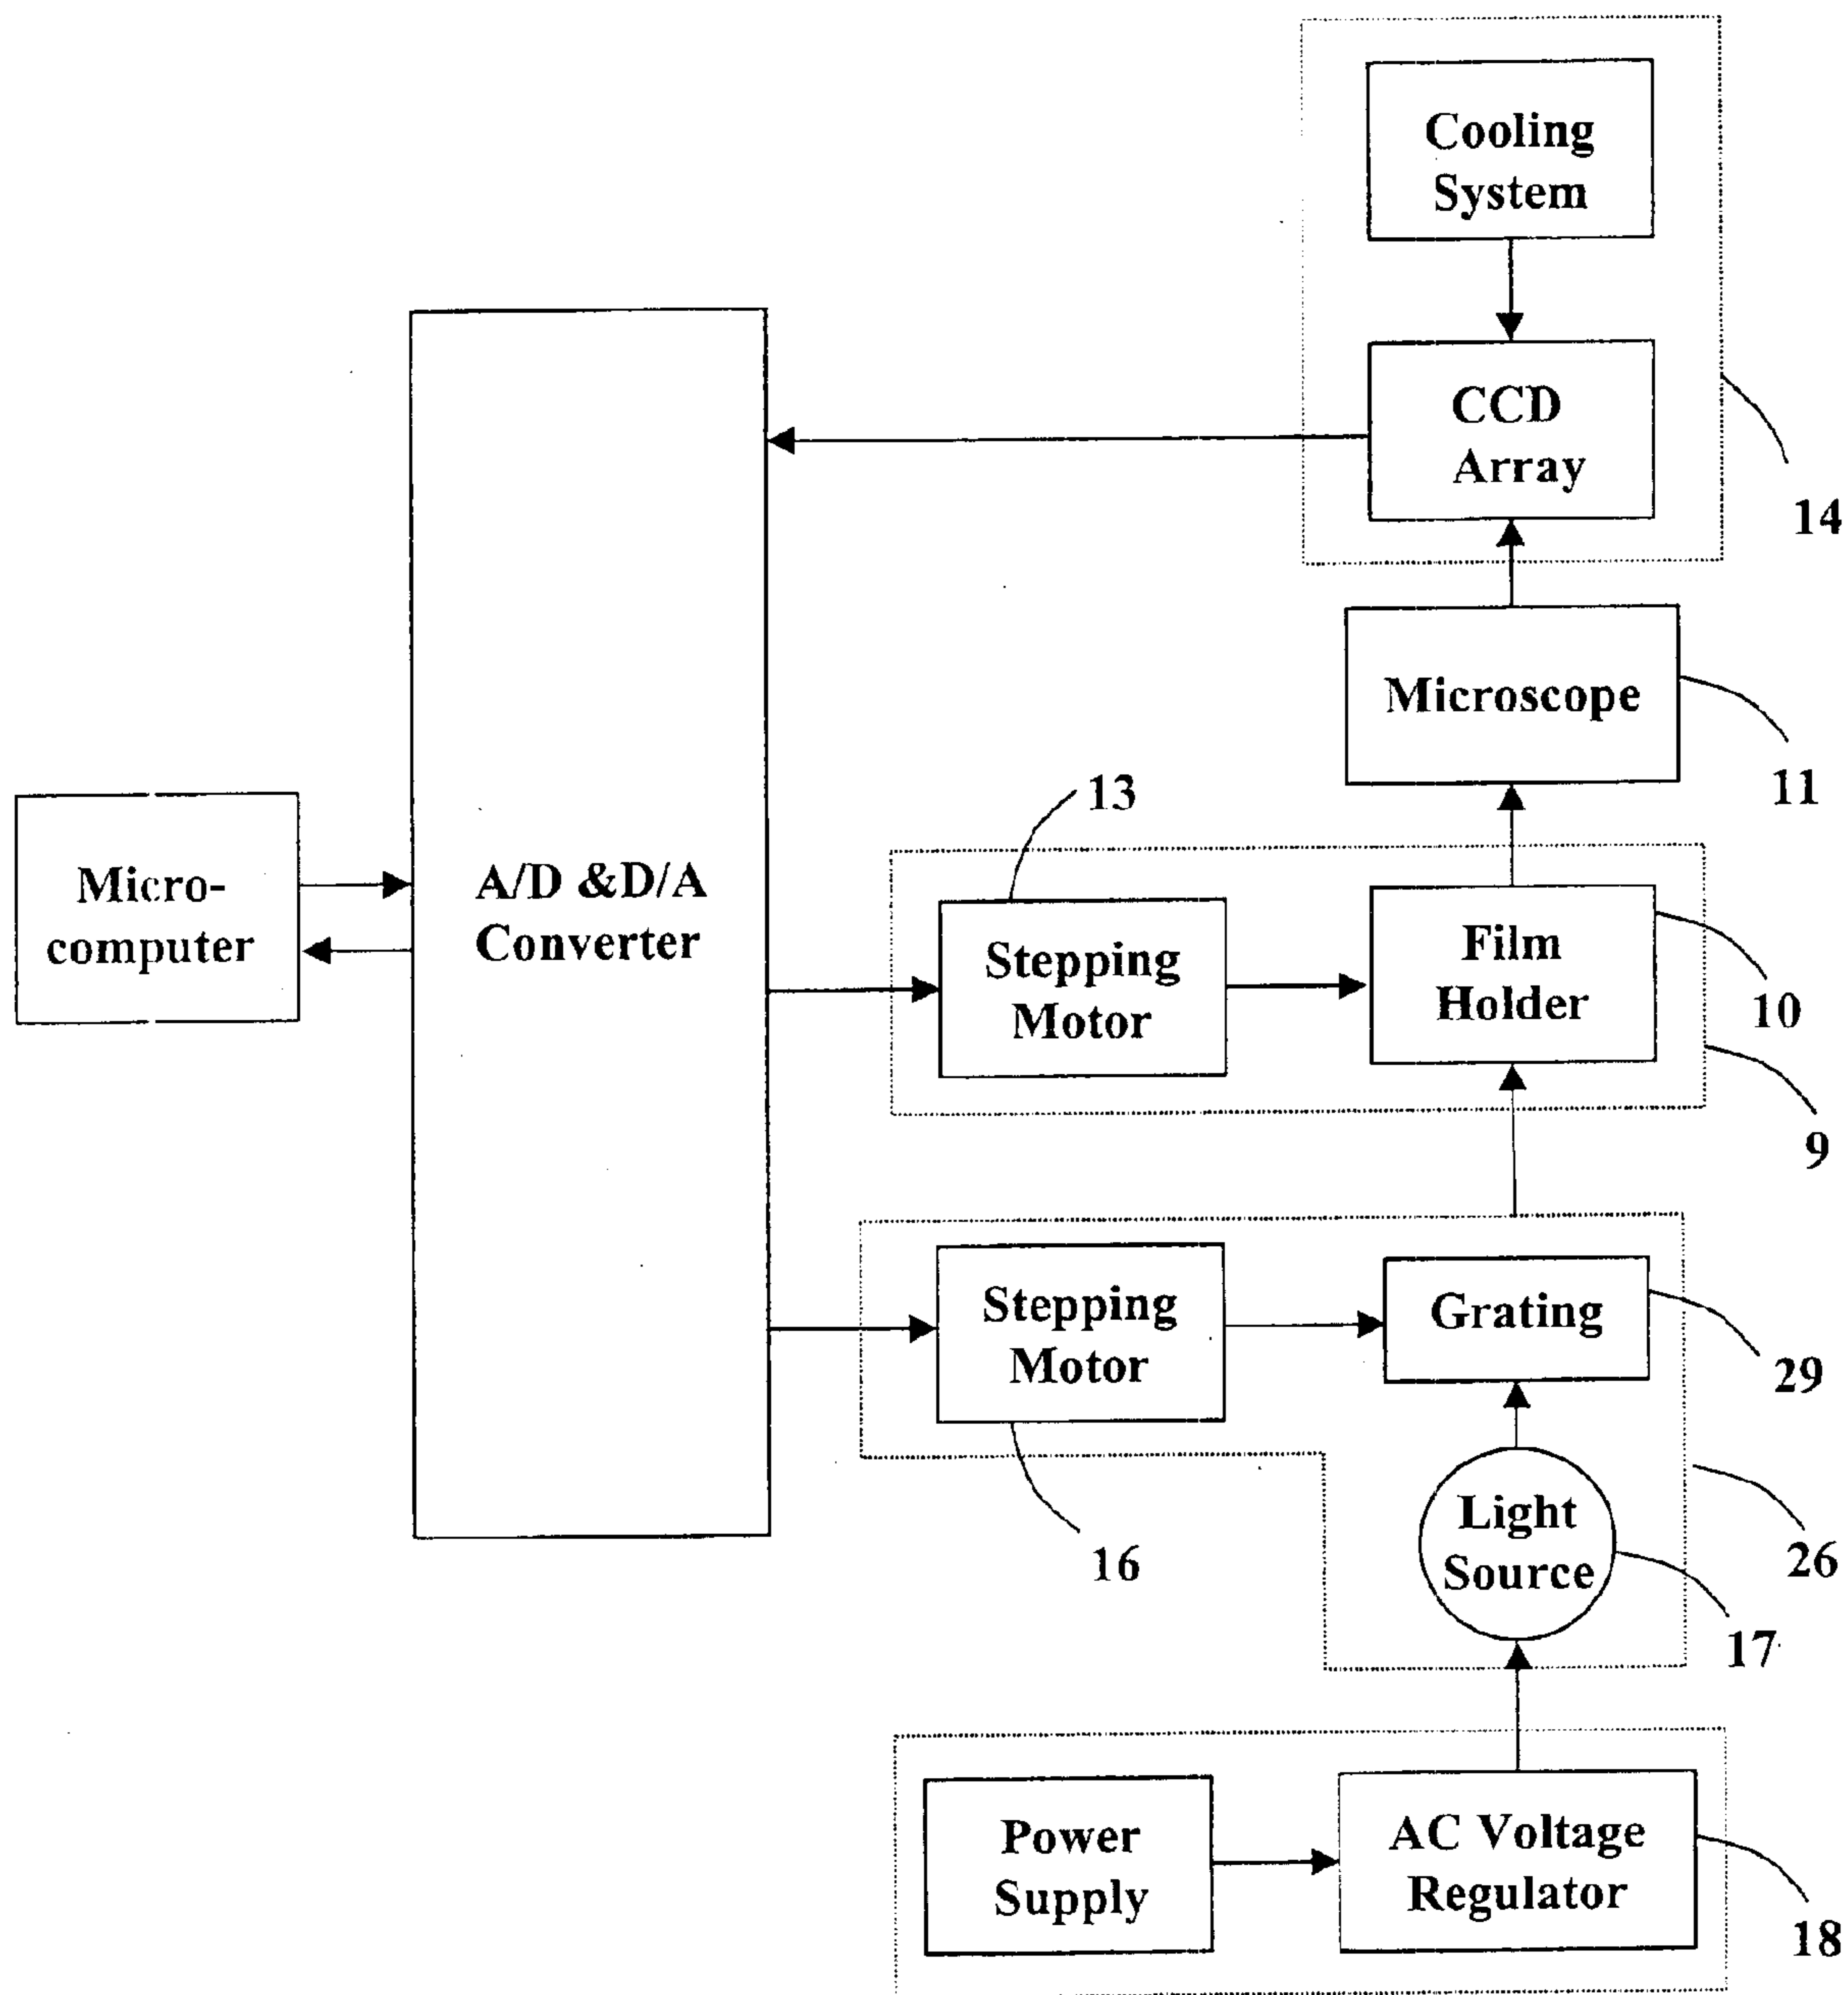 Cooling
System
CCD
Array
14
Microscope
11
13
Micro-
computer
A/D &D/A
Converter
Stepping
Motor
Film
Holder
10
9
Stepping
Motor
Grating
29
16
Light
Source
26
17
Power
Supply
AC Voltage
Regulator
18